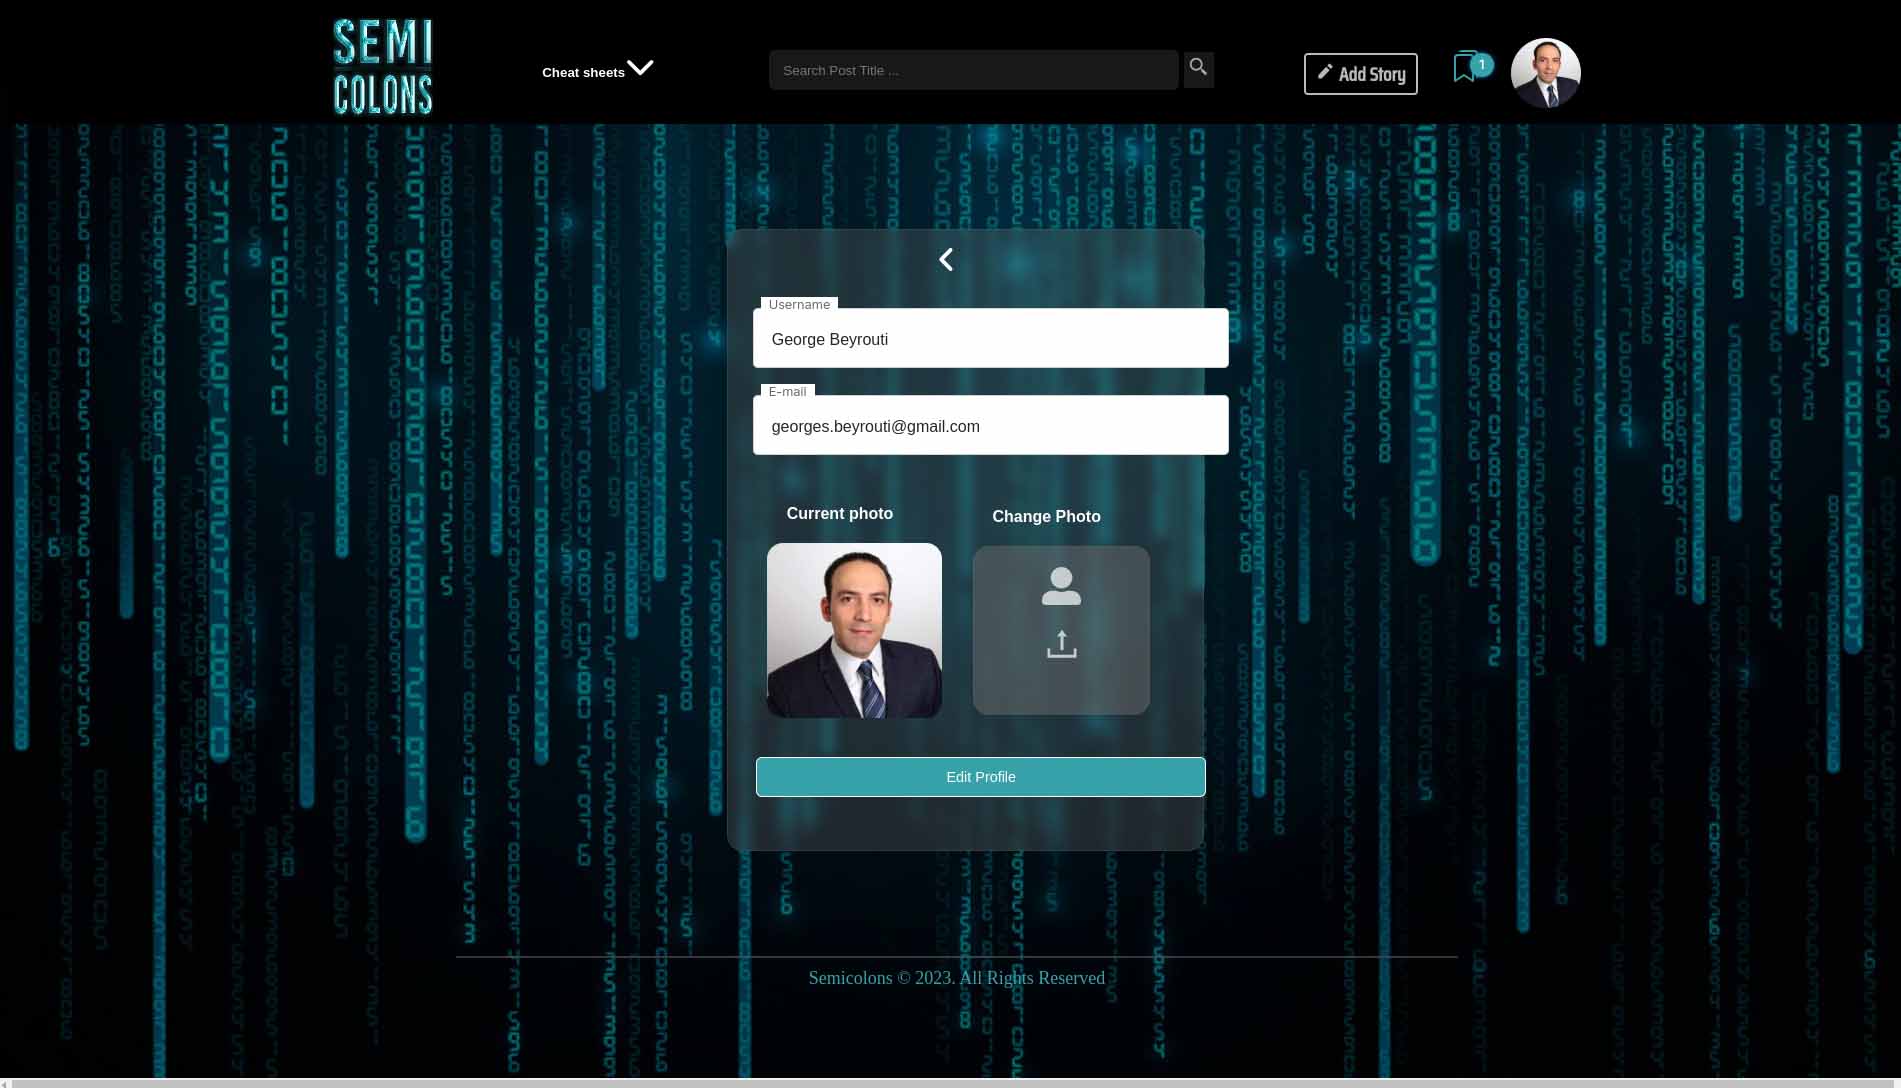 SEMI
COLONS
Cheat sheets
Search Post Title ...
Add Story
1
Username
George Beyrouti
E-mail
georges.beyrouti@gmail.com
Current photo
Change Photo
Edit Profile
Semicolons © 2023. All Rights Reserved